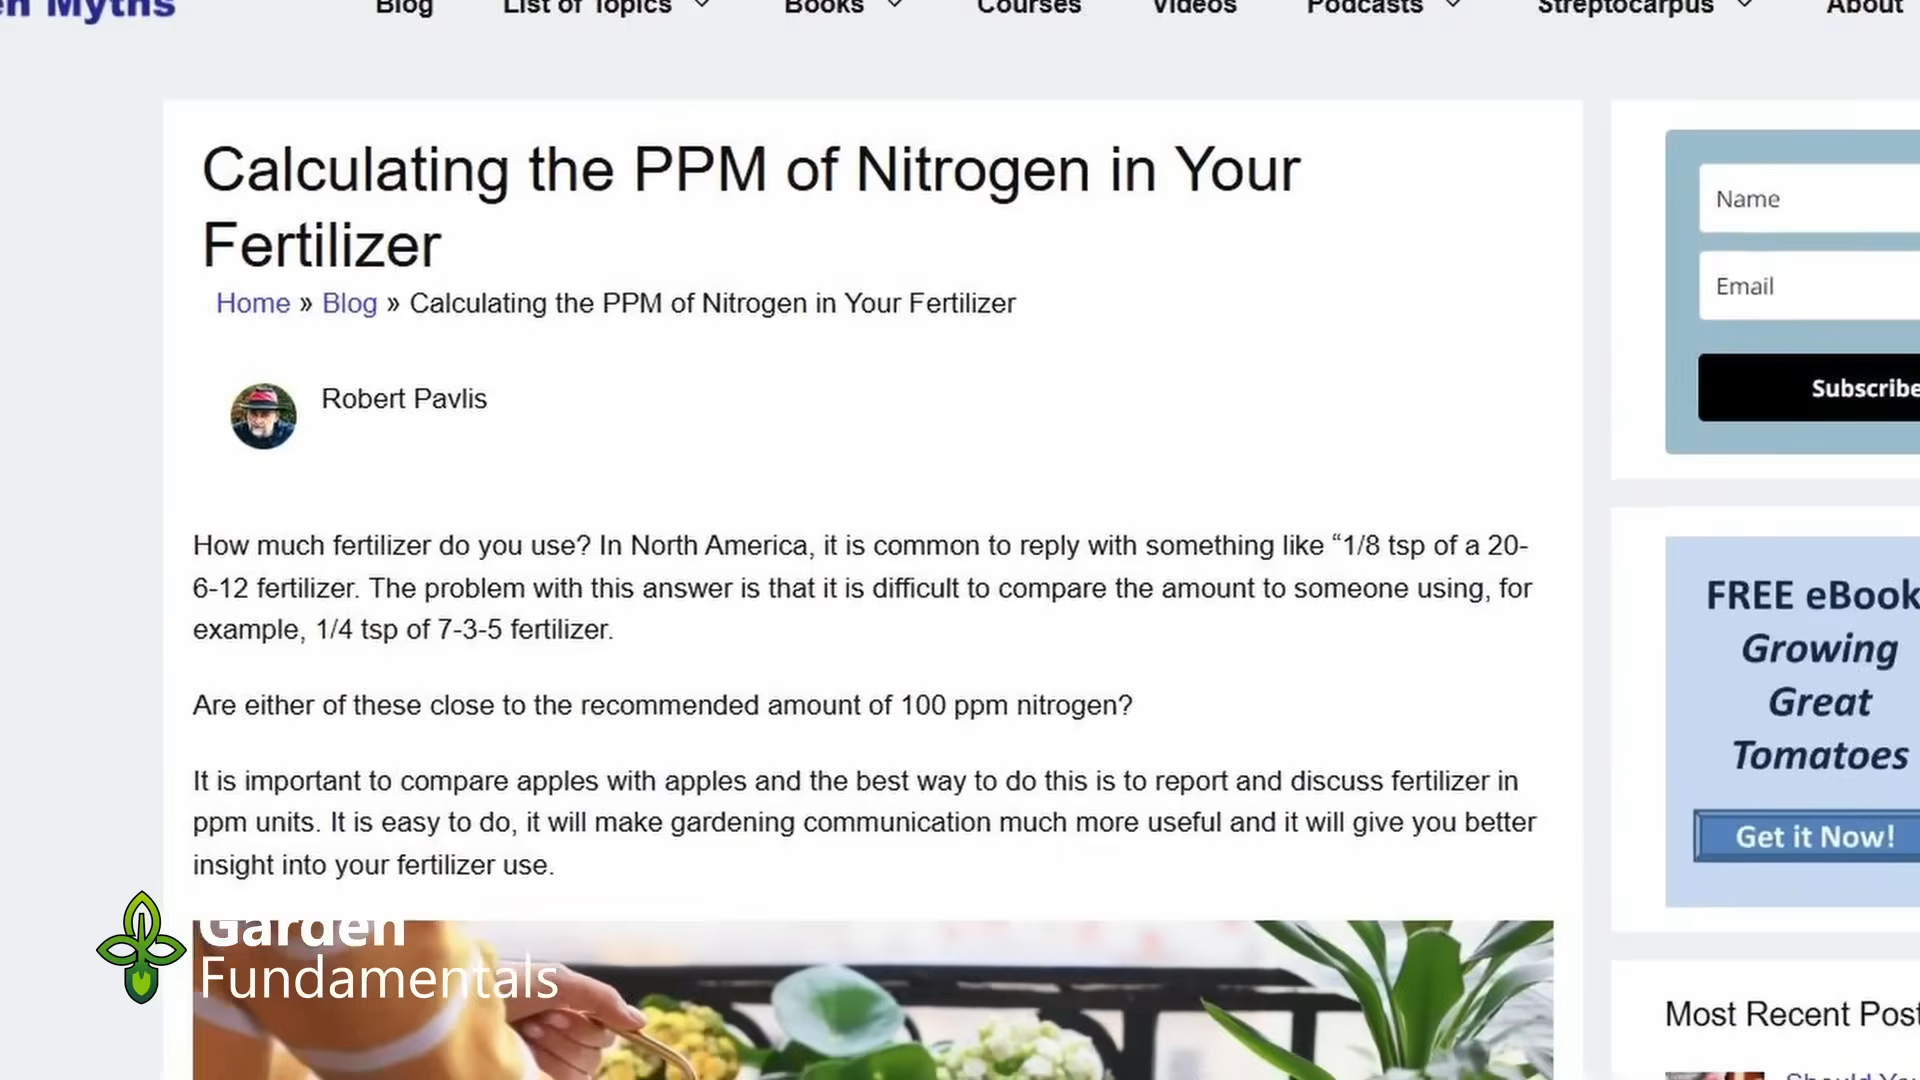 Myths
Blog
List of Topics
Books
Courses
Videos
Podcasts
Streptocarpus
About
Calculating the PPM of Nitrogen in Your
Fertilizer
Home » Blog » Calculating the PPM of Nitrogen in Your Fertilizer
Robert Pavlis
How much fertilizer do you use? In North America, it is common to reply with something like “1/8 tsp of a 20-
6-12 fertilizer. The problem with this answer is that it is difficult to compare the amount to someone using, for
example, 1/4 tsp of 7-3-5 fertilizer.
Are either of these close to the recommended amount of 100 ppm nitrogen?
It is important to compare apples with apples and the best way to do this is to report and discuss fertilizer in
ppm units. It is easy to do, it will make gardening communication much more useful and it will give you better
insight into your fertilizer use.
Garden
Fundamentals
Name
Email
Subscribe
FREE eBook
Growing
Great
Tomatoes
Get it Now!
Most Recent Post